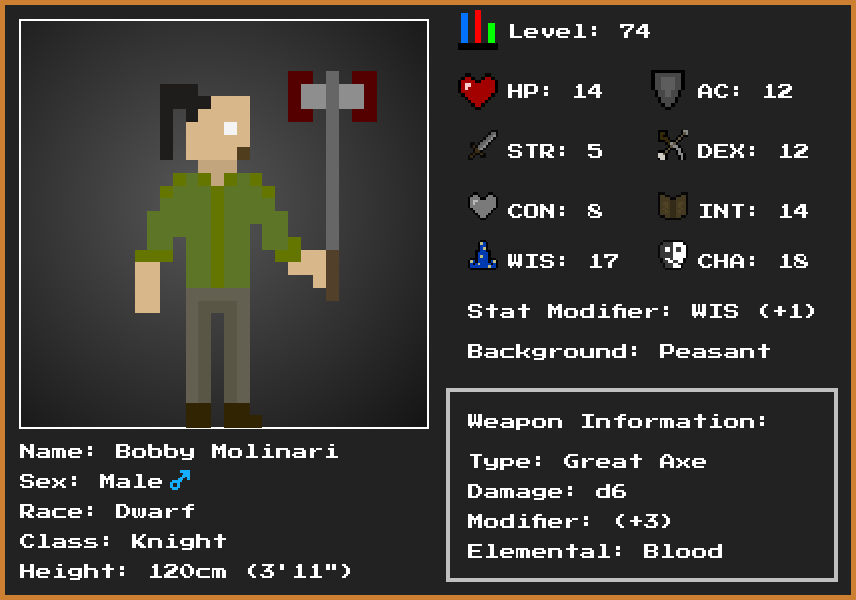 Level: 74
HP: 14
AC: 12
STR: 5
DEX: 12
CON: 8
INT: 14
WIS: 17
CHA: 18
Stat Modifier: WIS (+1)
Background: Peasant
Weapon Information:
Type: Great Axe
Damage: d6
Modifier: (+3)
Elemental: Blood
Name: Bobby Molinari
Sex: Male♂
Race: Dwarf
Class: Knight
Height: 120cm (3'11")